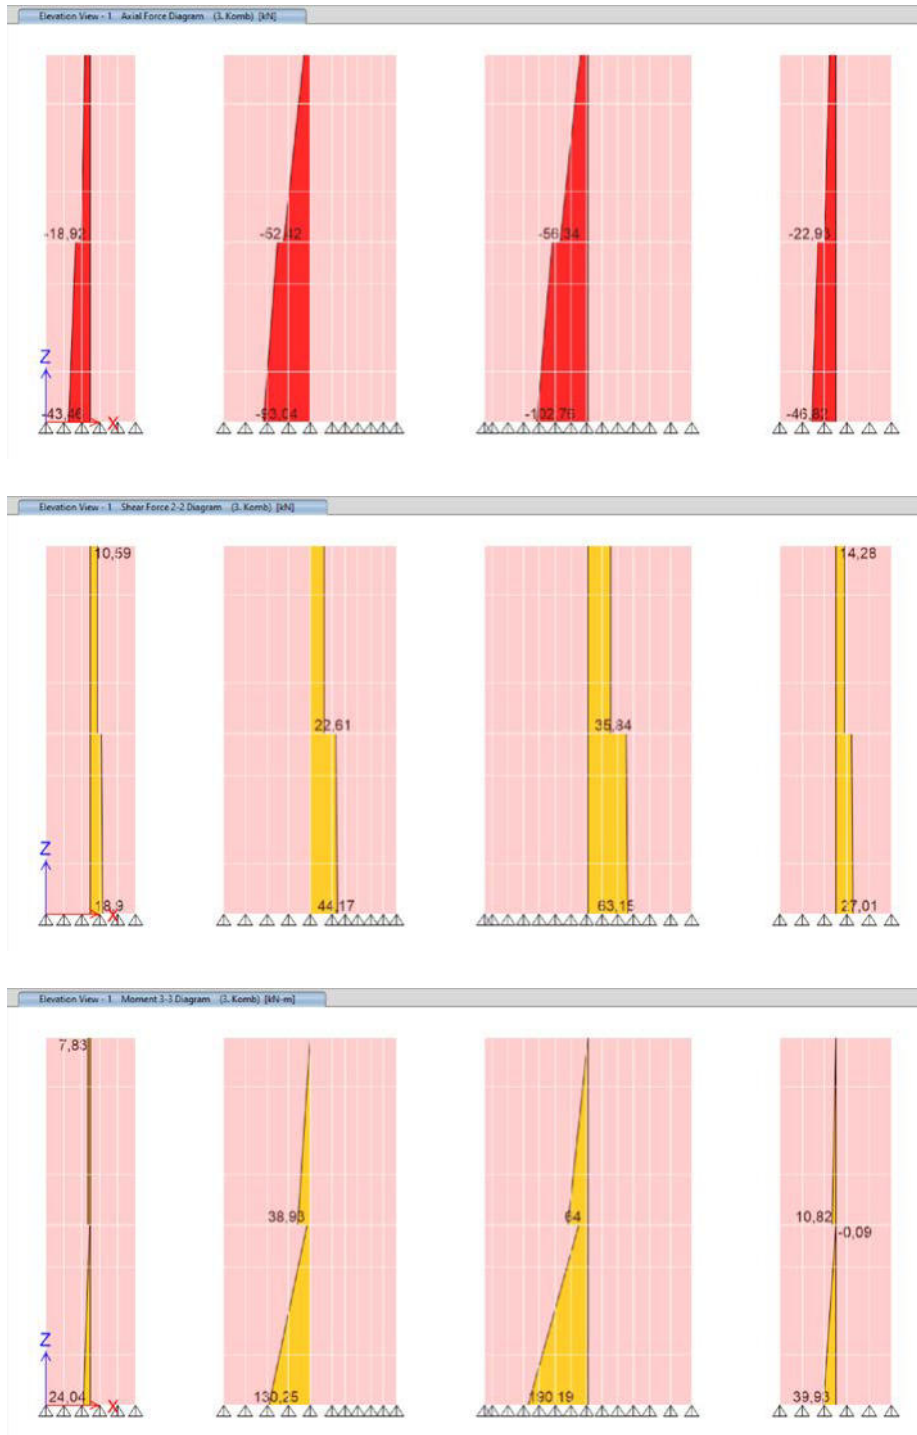 Elevation View - 1 Axial Force Diagram (3. Komb) [kN]
-18,92 -52,42 -56,34 -22,93
Z
-43,46 X -93,04 -102,76 -46,82
Elevation View - 1 Shear Force 2-2 Diagram (3. Komb) [kN]
10,59 14,28
22,61 35,84
Z
18,9 X 44,17 63,15 27,01
Elevation View - 1 Moment 3-3 Diagram (3. Komb) [kN-m]
7,83
38,93 64 10,82
-0,09
Z
24,04 X 130,25 190,19 39,93